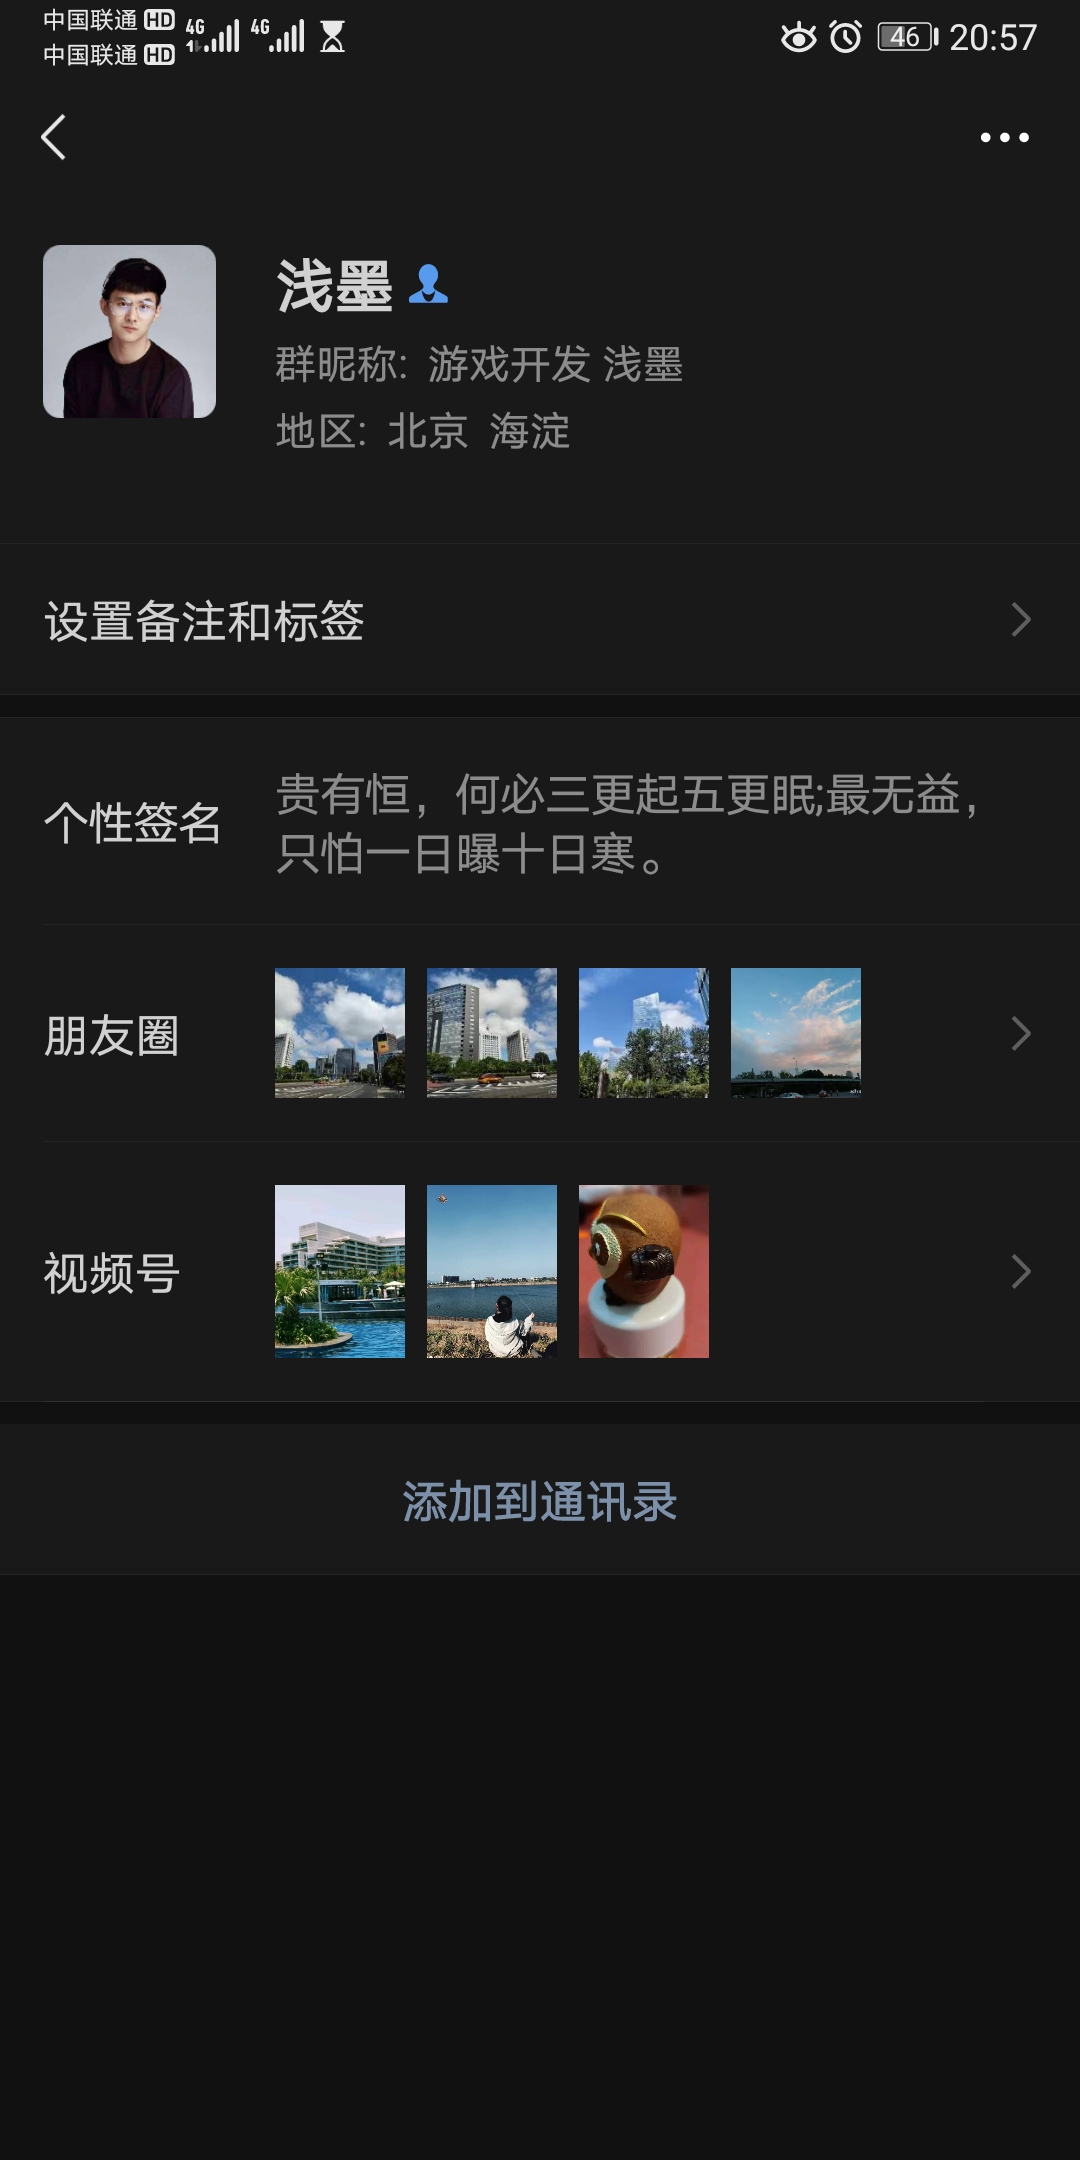 中国联通 HD 4G 4G 46 20:57
中国联通 HD
浅墨
群昵称: 游戏开发 浅墨
地区: 北京 海淀
设置备注和标签
个性签名
贵有恒，何必三更起五更眠;最无益，
只怕一日曝十日寒。
朋友圈
视频号
添加到通讯录